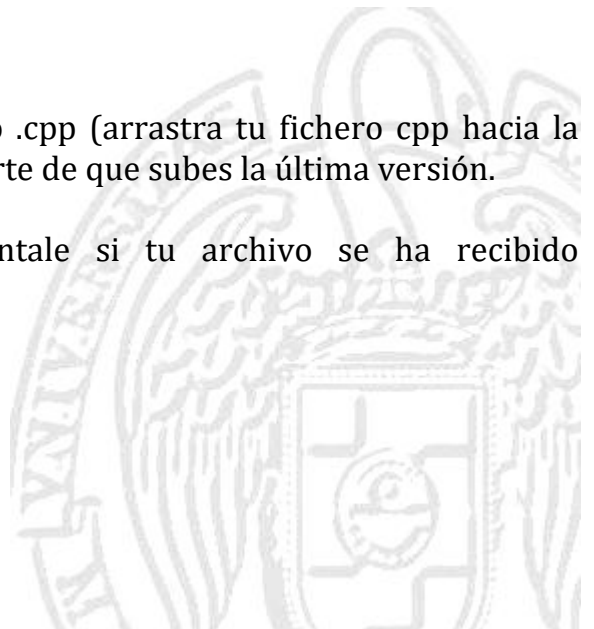 .cpp (arrastra tu fichero cpp hacia la
rte de que subes la última versión.
ntale si tu archivo se ha recibido